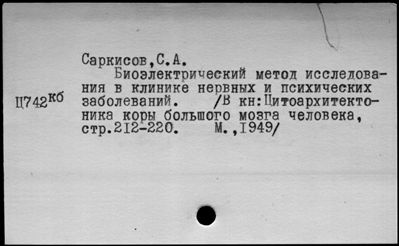 Саркисов,С.А.
Биоэлектрический метод исследова-
ния в клинике нервных и психических
Ц742кб заболеваний. /В кн:Цитоархитекто-
ника коры большого мозга человека,
стр.212-220. М.,1949/